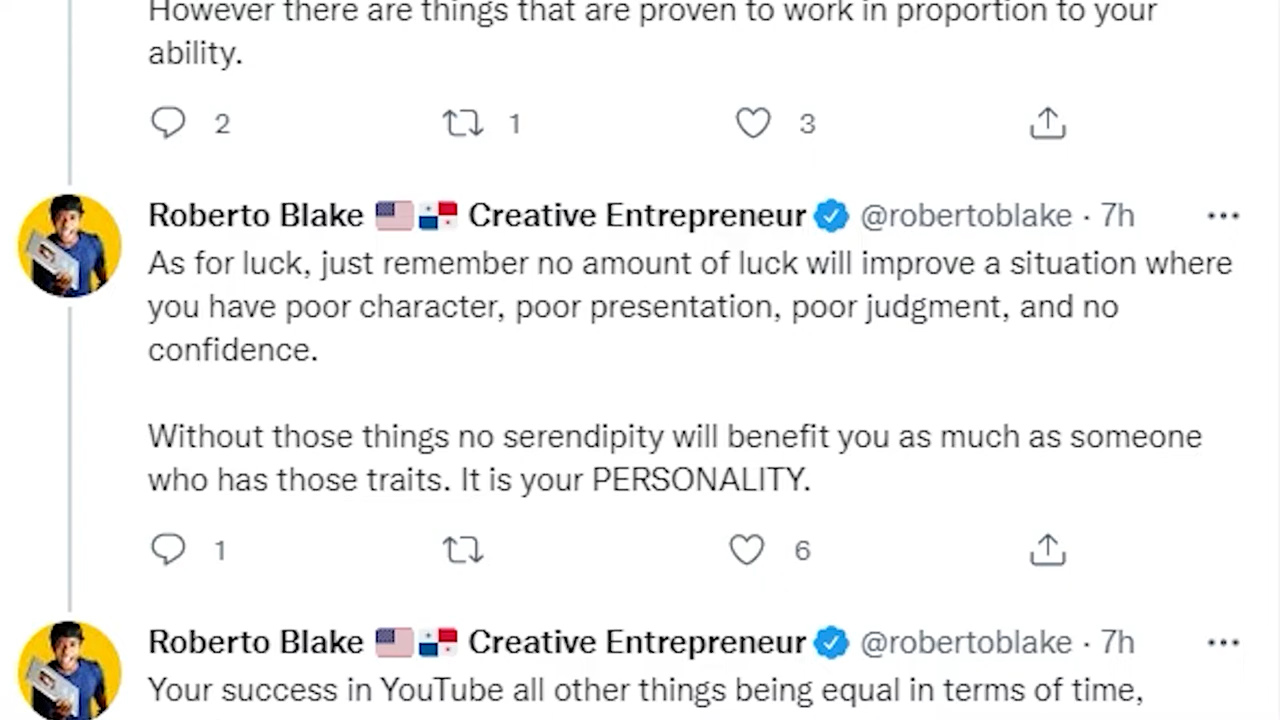 However there are things that are proven to work in proportion to your
ability.
2 1 3
Roberto Blake 🇺🇸🇵🇦 Creative Entrepreneur @robertoblake · 7h
As for luck, just remember no amount of luck will improve a situation where
you have poor character, poor presentation, poor judgment, and no
confidence.
Without those things no serendipity will benefit you as much as someone
who has those traits. It is your PERSONALITY.
1 6
Roberto Blake 🇺🇸🇵🇦 Creative Entrepreneur @robertoblake · 7h
Your success in YouTube all other things being equal in terms of time,